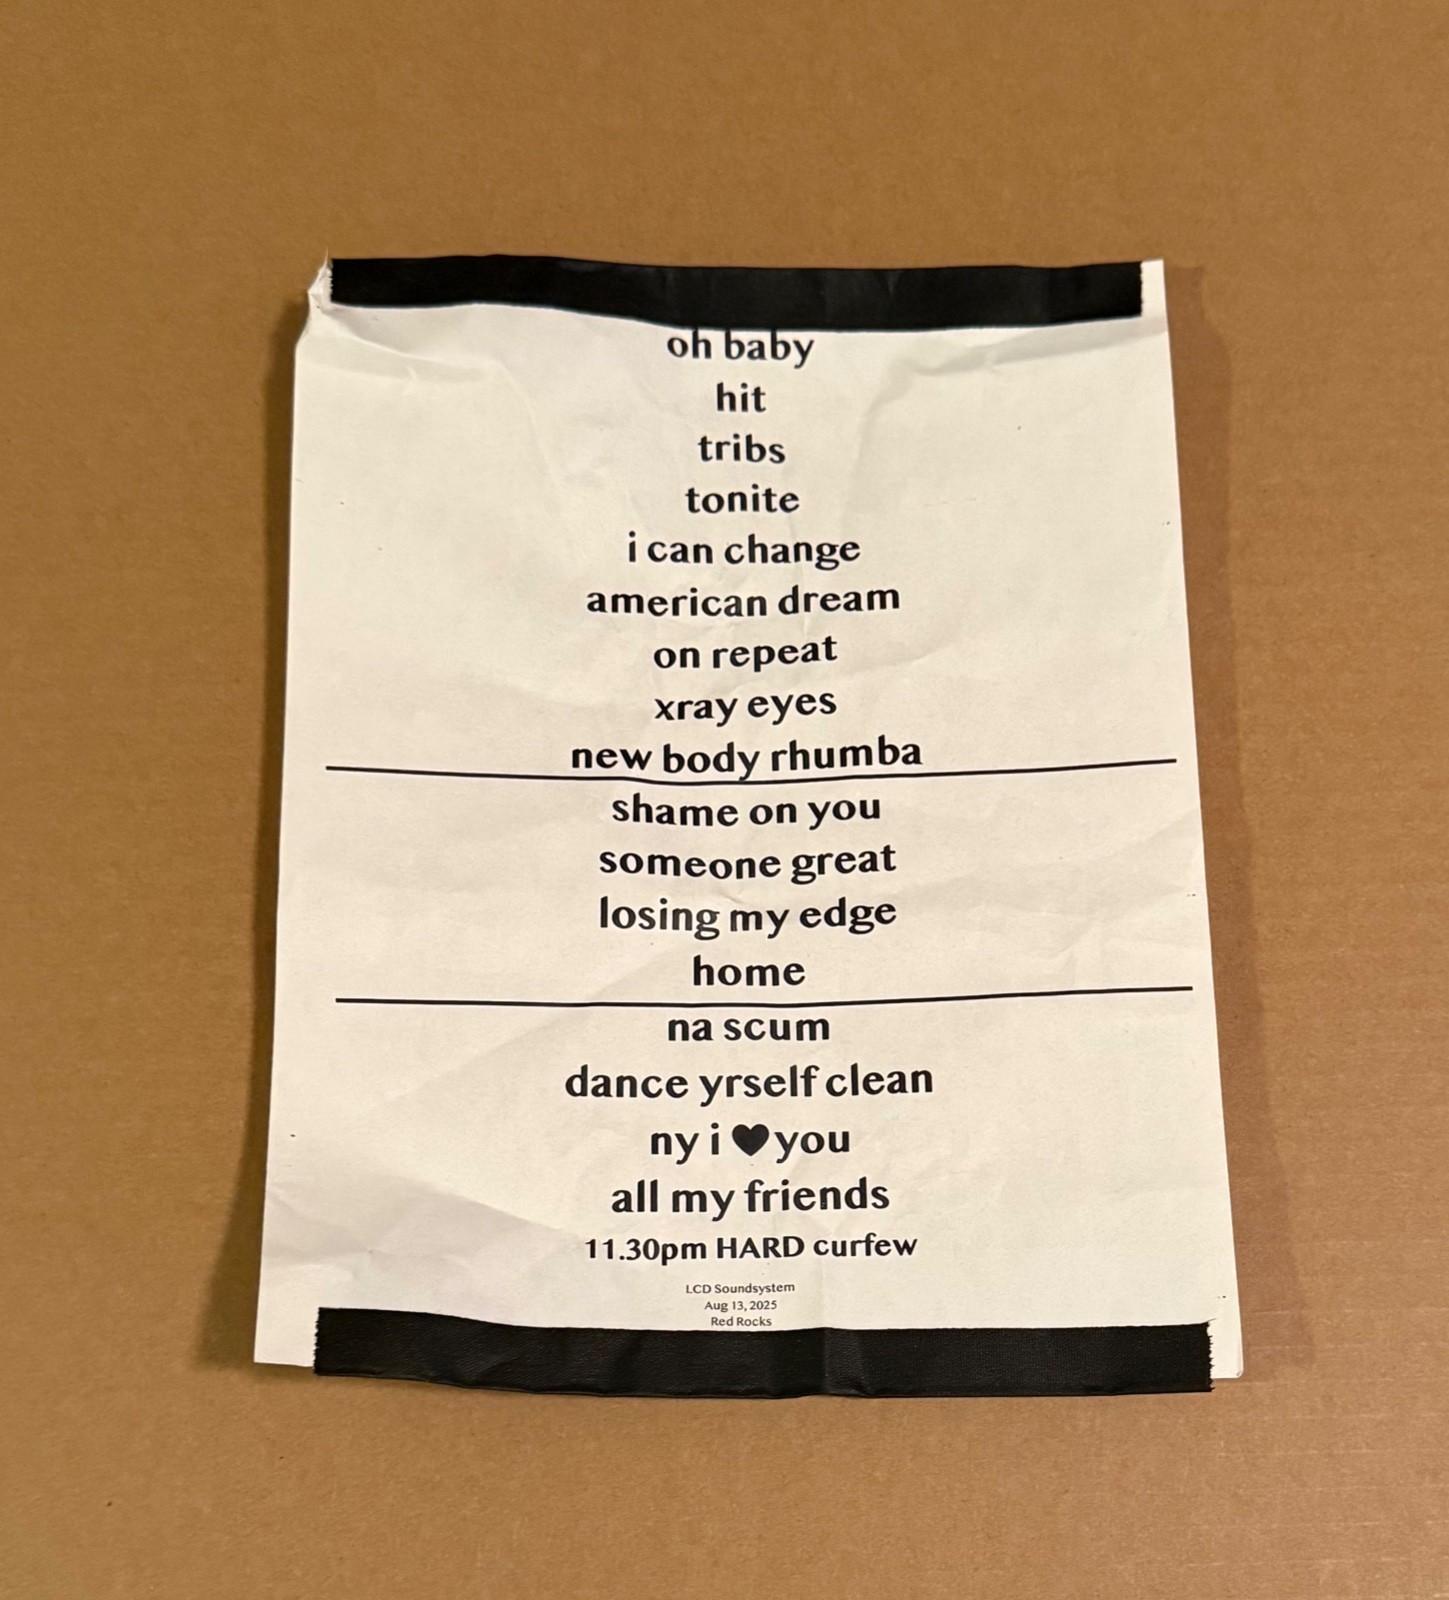 oh baby
hit
tribs
tonite
i can change
american dream
on repeat
xray eyes
new body rhumba
shame on you
someone great
losing my edge
home
na scum
dance yrself clean
ny i ♥ you
all my friends
11.30pm HARD curfew
LCD Soundsystem
Aug 13, 2025
Red Rocks